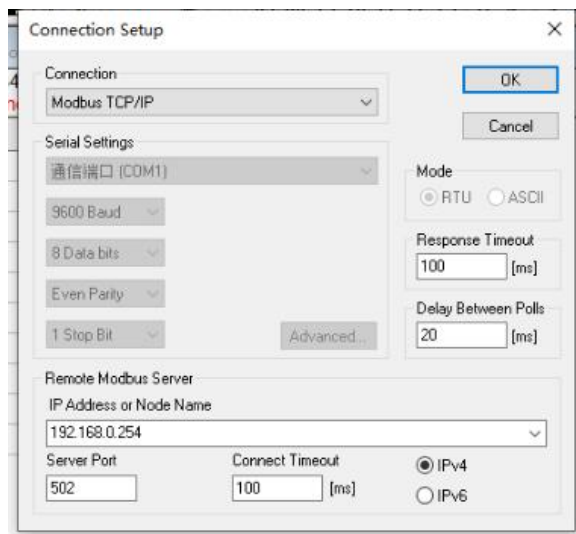 Connection Setup
Connection
Modbus TCP/IP
OK
Cancel
Serial Settings
通信端口 (COM1)
9600 Baud
8 Data bits
Even Parity
1 Stop Bit
Advanced...
Mode
RTU
ASCII
Response Timeout
100 [ms]
Delay Between Polls
20 [ms]
Remote Modbus Server
IP Address or Node Name
192.168.0.254
Server Port
502
Connect Timeout
100 [ms]
IPv4
IPv6